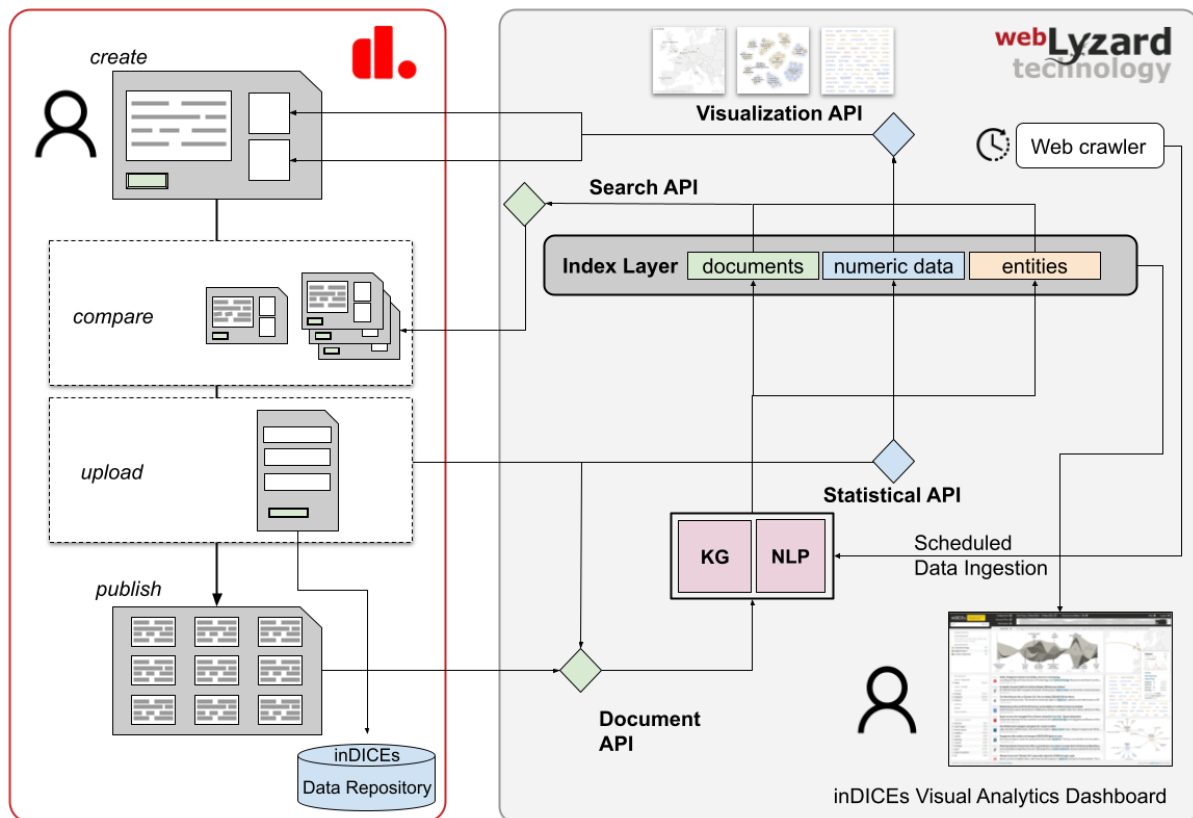 create
d.
webLyzard
technology
Visualization API
Web crawler
Search API
Index Layer
documents
numeric data
entities
compare
upload
Statistical API
KG
NLP
Scheduled
Data Ingestion
publish
Document
API
inDICEs
Data Repository
inDICEs Visual Analytics Dashboard